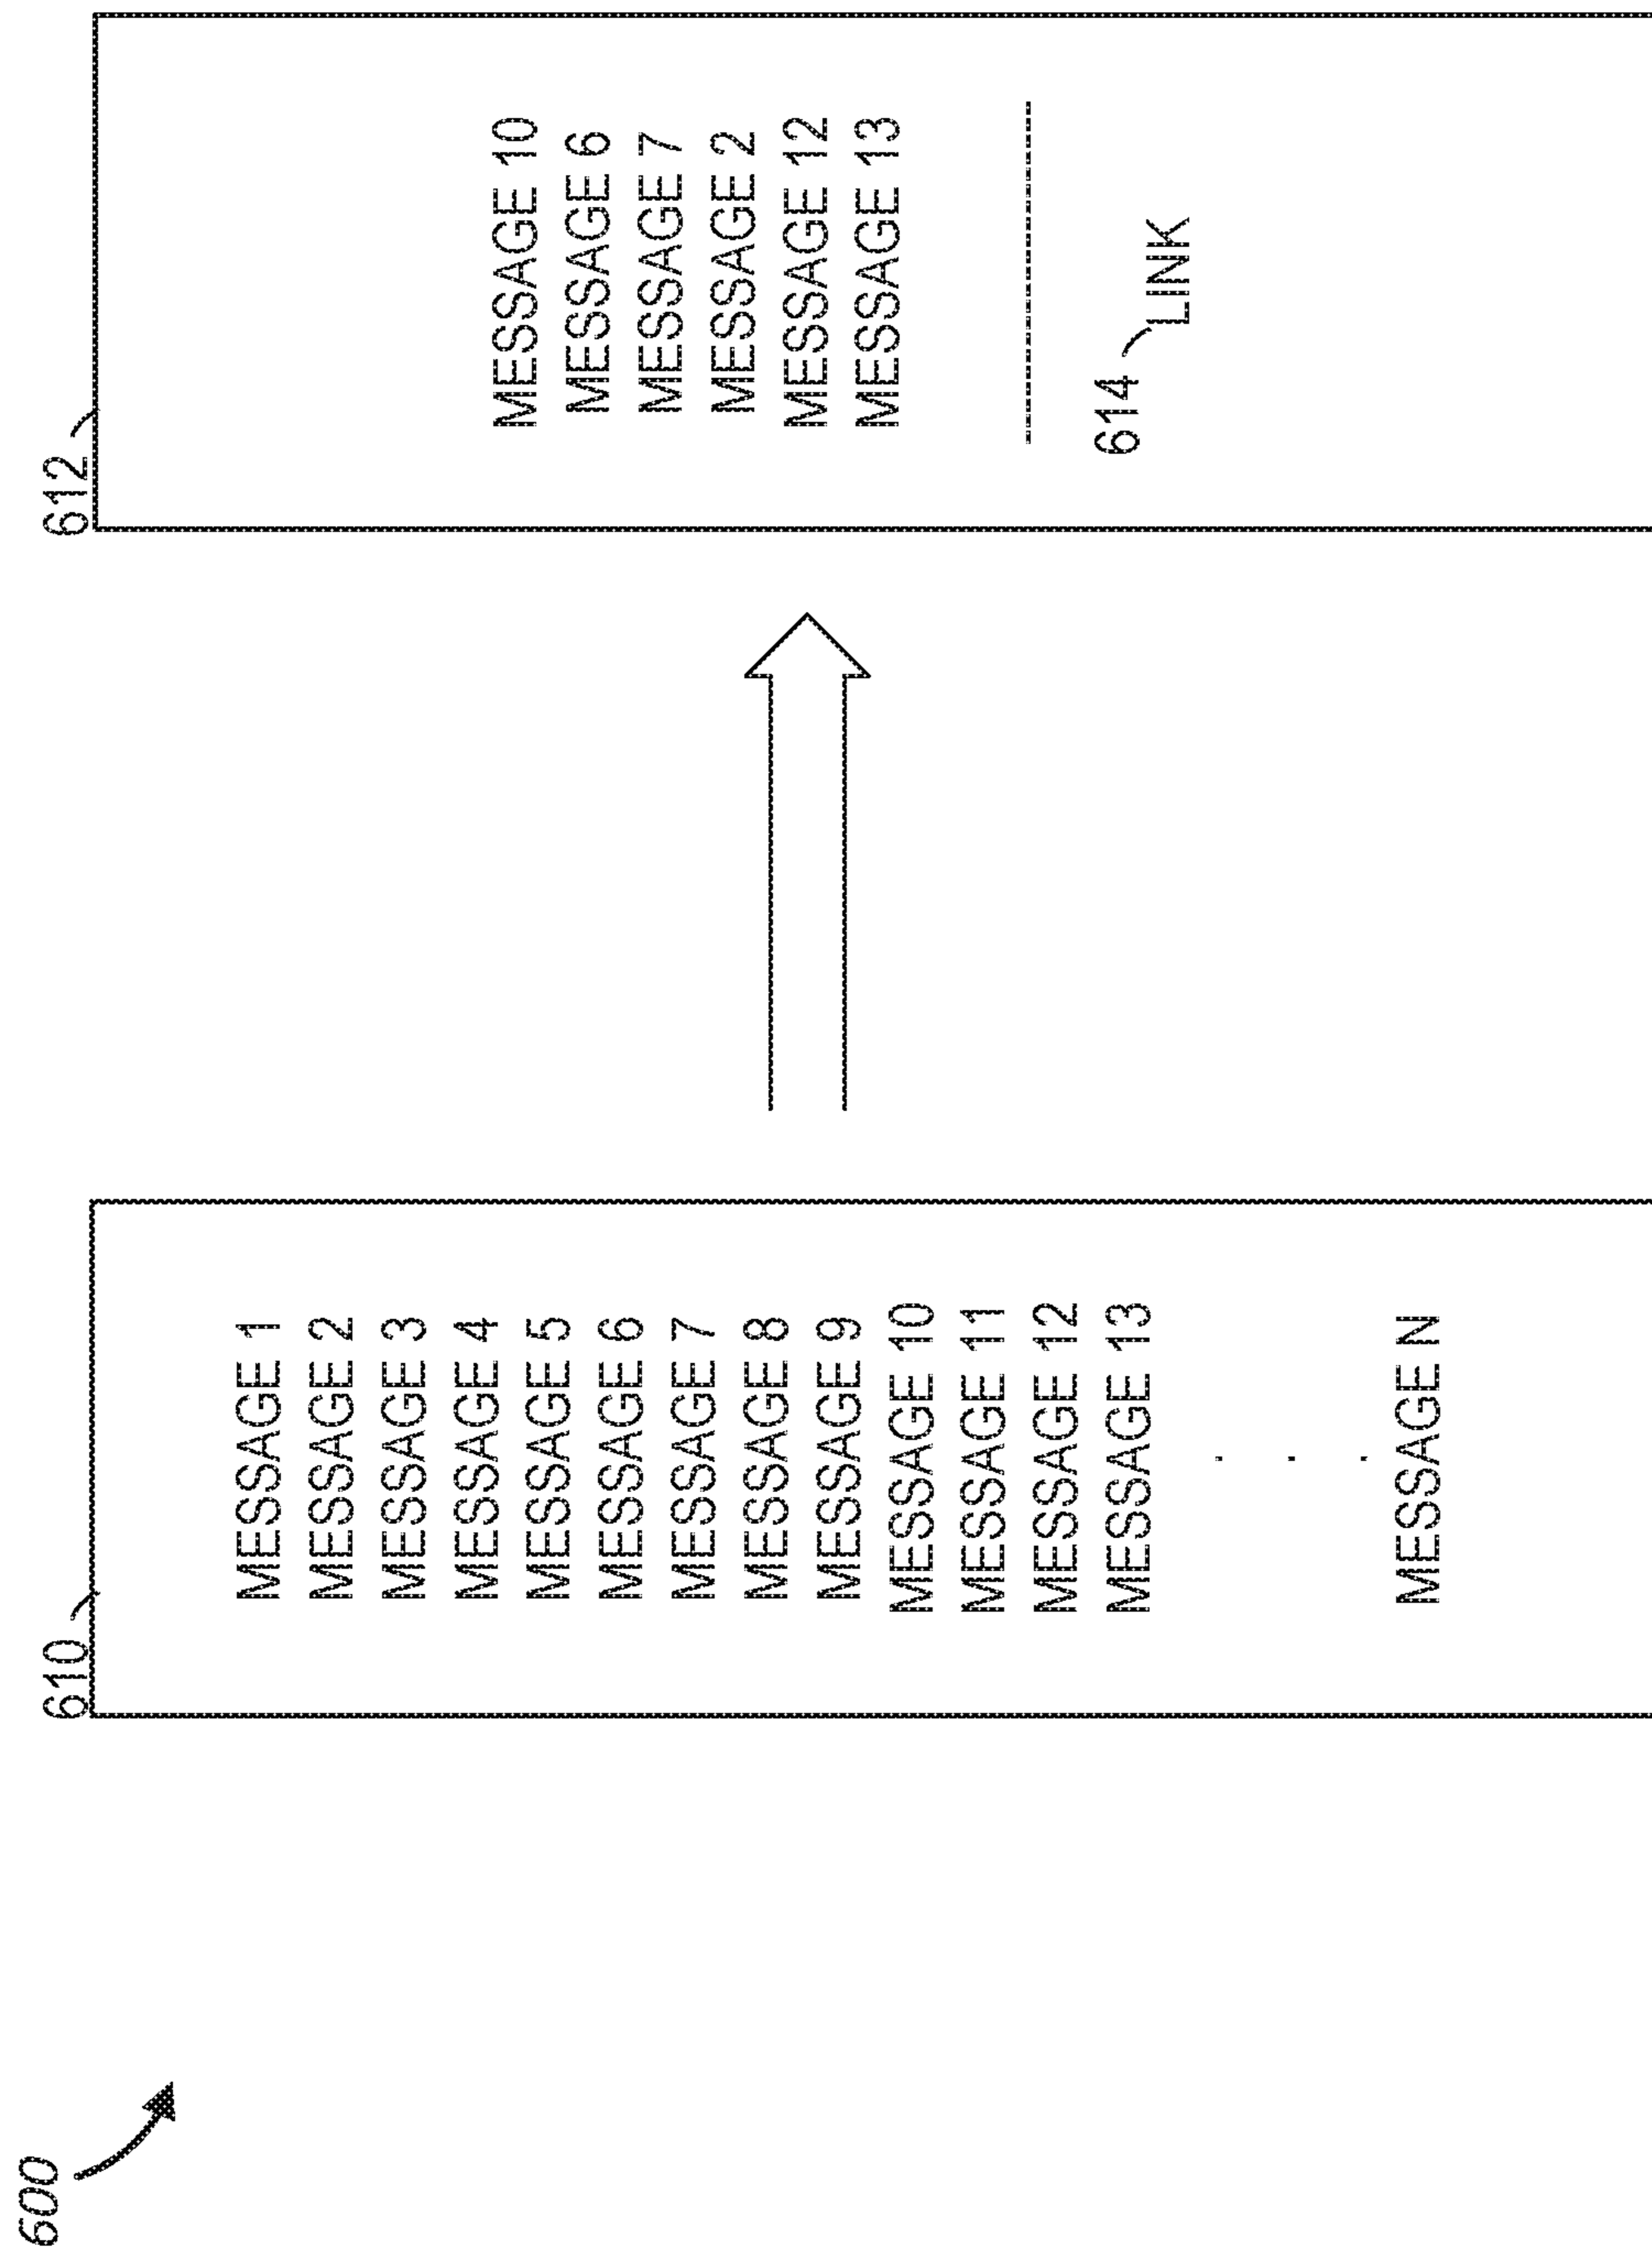 600
610
MESSAGE 1
MESSAGE 2
MESSAGE 3
MESSAGE 4
MESSAGE 5
MESSAGE 6
MESSAGE 7
MESSAGE 8
MESSAGE 9
MESSAGE 10
MESSAGE 11
MESSAGE 12
MESSAGE 13
.
.
.
MESSAGE N
612
MESSAGE 10
MESSAGE 6
MESSAGE 7
MESSAGE 2
MESSAGE 12
MESSAGE 13
614
LINK